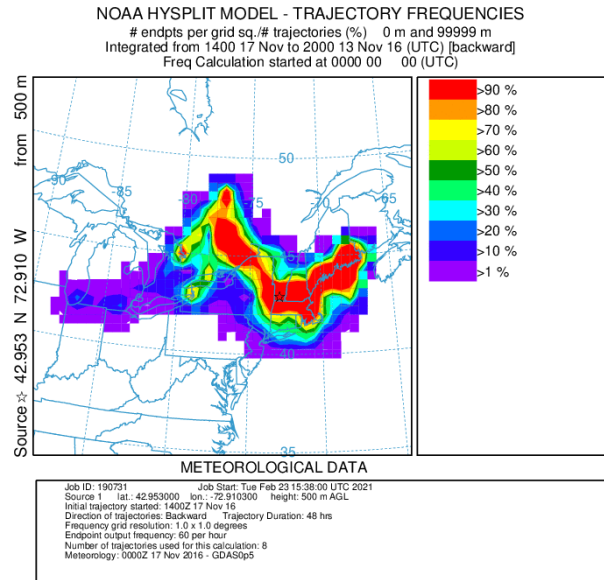 NOAA HYSPLIT MODEL - TRAJECTORY FREQUENCIES
# endpts per grid sq./# trajectories (%) 0 m and 99999 m
Integrated from 1400 17 Nov to 2000 13 Nov 16 (UTC) [backward]
Freq Calculation started at 0000 00 00 (UTC)
Source ☆ 42.953 N 72.910 W from 500 m
-90
-85
-80
-75
-70
-65
50
45
40
35
>90 %
>80 %
>70 %
>60 %
>50 %
>40 %
>30 %
>20 %
>10 %
>1 %
METEOROLOGICAL DATA
Job ID: 190731 Job Start: Tue Feb 23 15:38:00 UTC 2021
Source 1 lat.: 42.953000 lon.: -72.910300 height: 500 m AGL
Initial trajectory started: 1400Z 17 Nov 16
Direction of trajectories: Backward Trajectory Duration: 48 hrs
Frequency grid resolution: 1.0 x 1.0 degrees
Endpoint output frequency: 60 per hour
Number of trajectories used for this calculation: 8
Meteorology: 0000Z 17 Nov 2016 - GDAS0p5